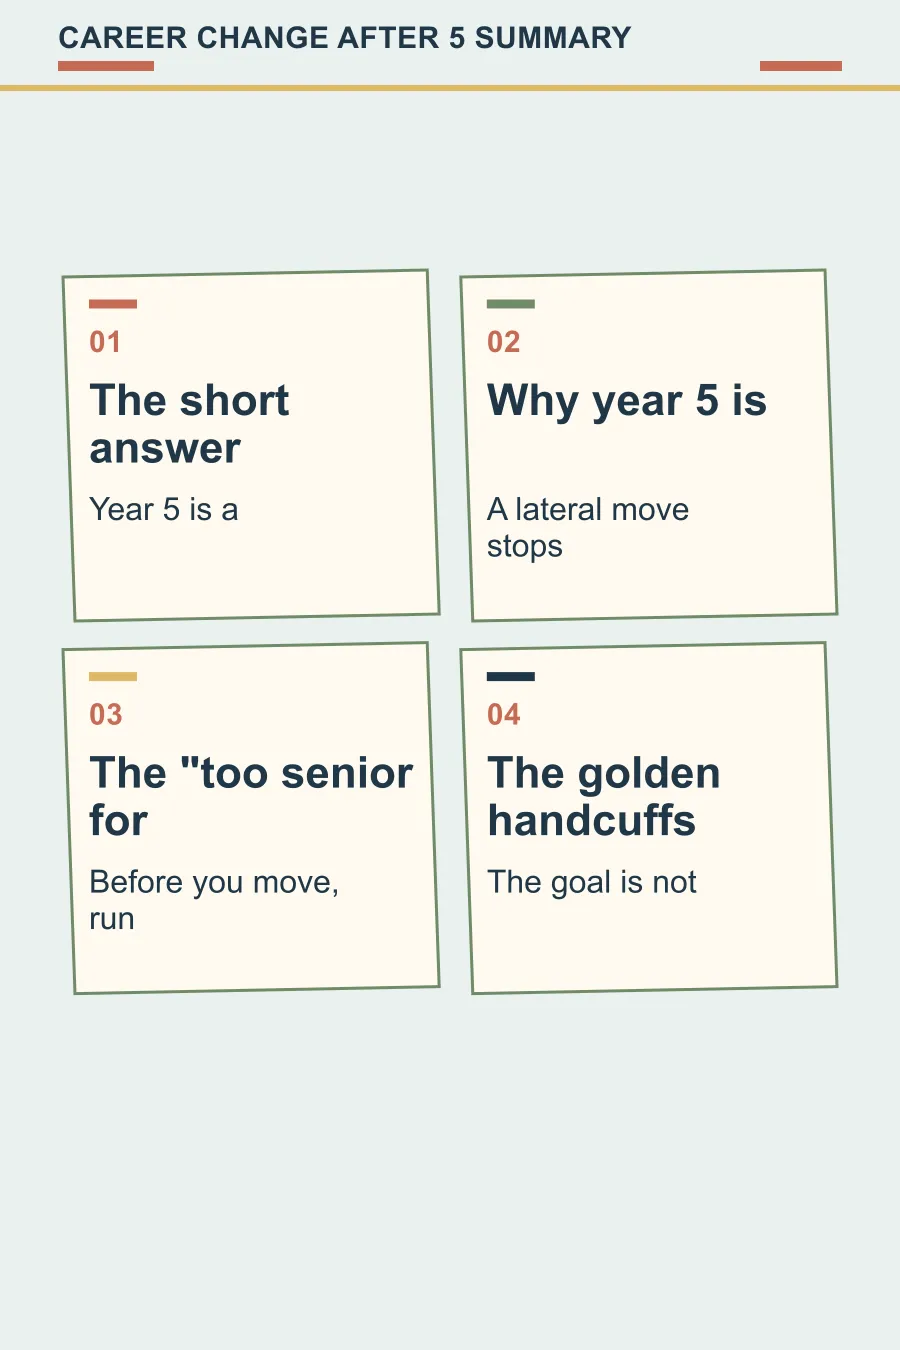 CAREER CHANGE AFTER 5 SUMMARY
01
The short
answer
Year 5 is a
02
Why year 5 is
A lateral move
stops
03
The "too senior
for
Before you move,
run
04
The golden
handcuffs
The goal is not